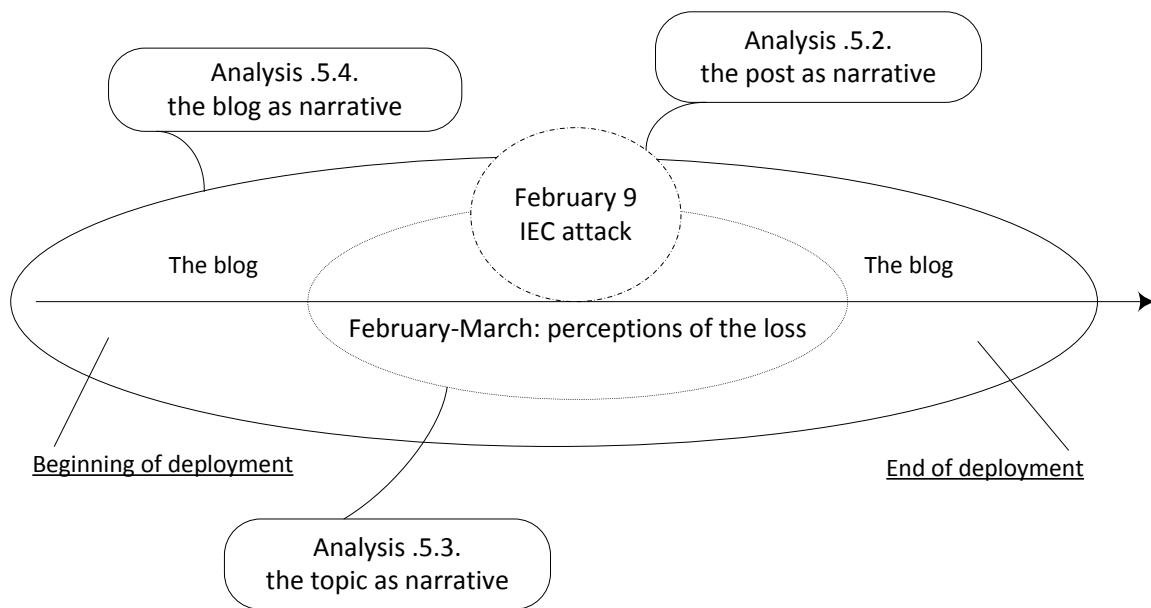 Analysis .5.2.
the post as narrative
Analysis .5.4.
the blog as narrative
February 9
IEC attack
The blog
The blog
February-March: perceptions of the loss
Beginning of deployment
End of deployment
Analysis .5.3.
the topic as narrative